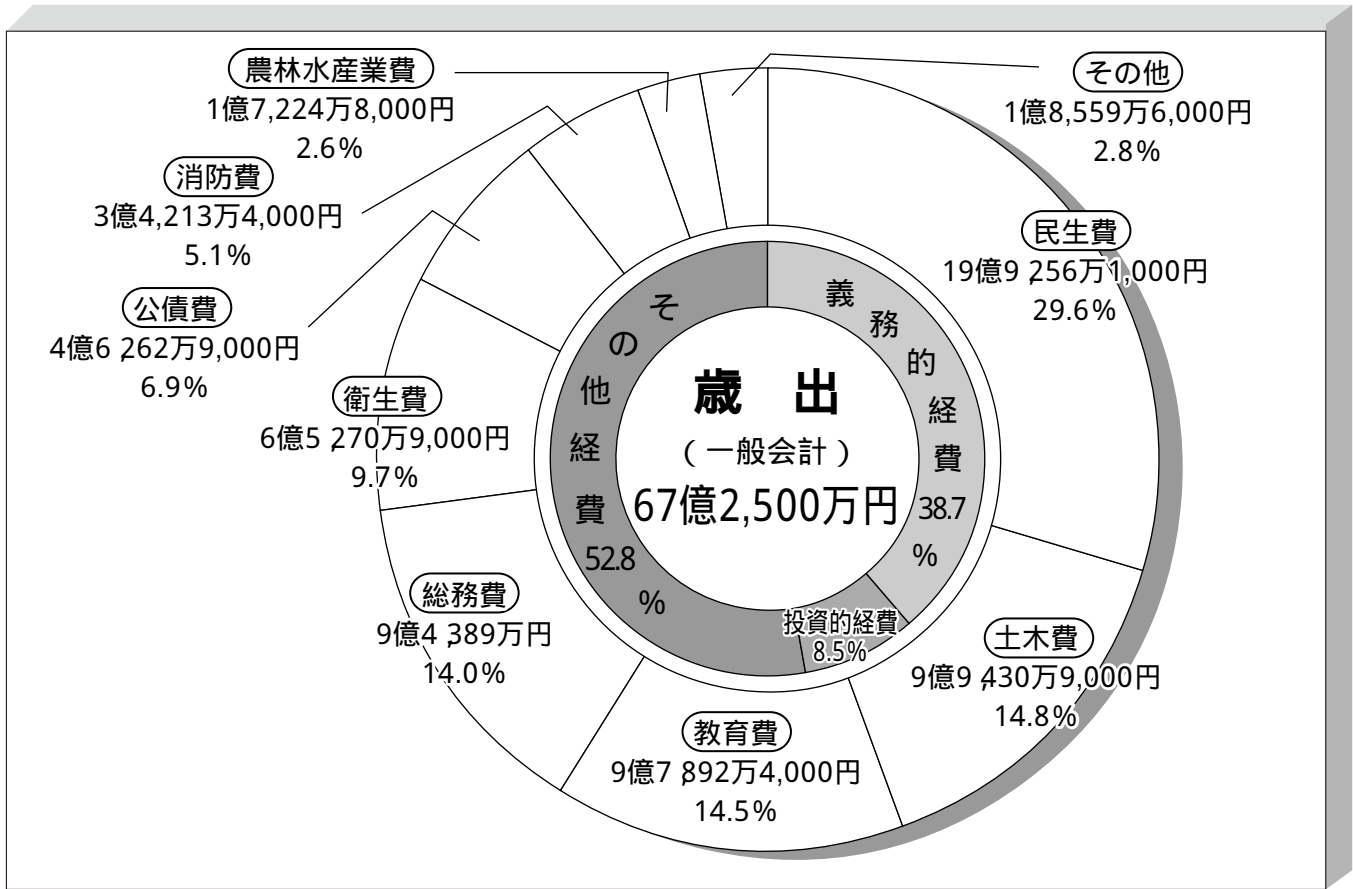 農林水産業費
1億7,224万8,000円
2.6%
消防費
3億4,213万4,000円
5.1%
公債費
4億6,262万9,000円
6.9%
衛生費
6億5,270万9,000円
9.7%
総務費
9億4,389万円
14.0%
教育費
9億7,892万4,000円
14.5%
土木費
9億9,430万9,000円
14.8%
民生費
19億9,256万1,000円
29.6%
その他
1億8,559万6,000円
2.8%
義務的経費38.7%
投資的経費
8.5%
その他経費52.8%
歳 出
(一般会計)
67億2,500万円